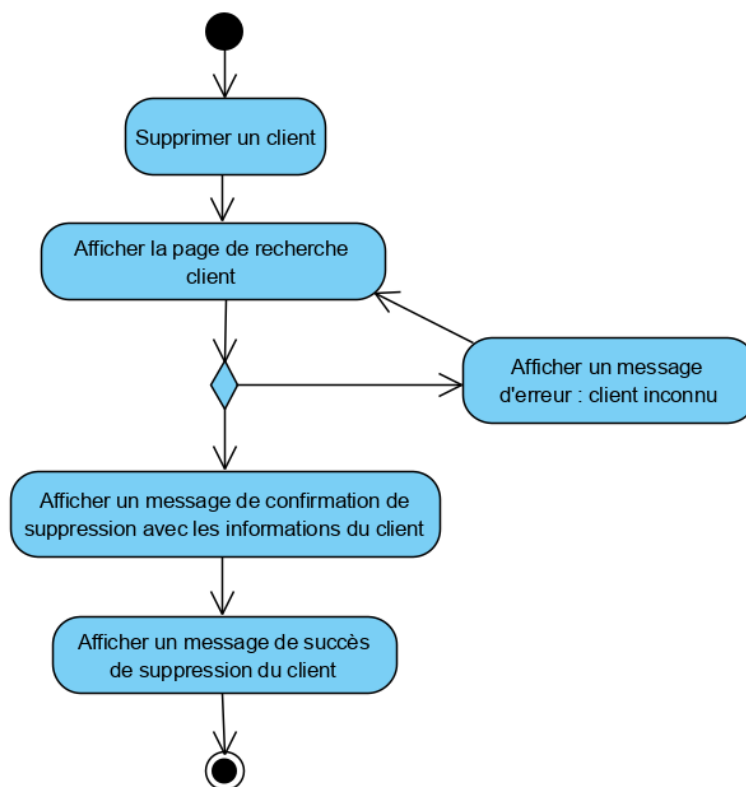 Supprimer un client
Afficher la page de recherche
client
Afficher un message
d'erreur : client inconnu
Afficher un message de confirmation de
suppression avec les informations du client
Afficher un message de succès
de suppression du client